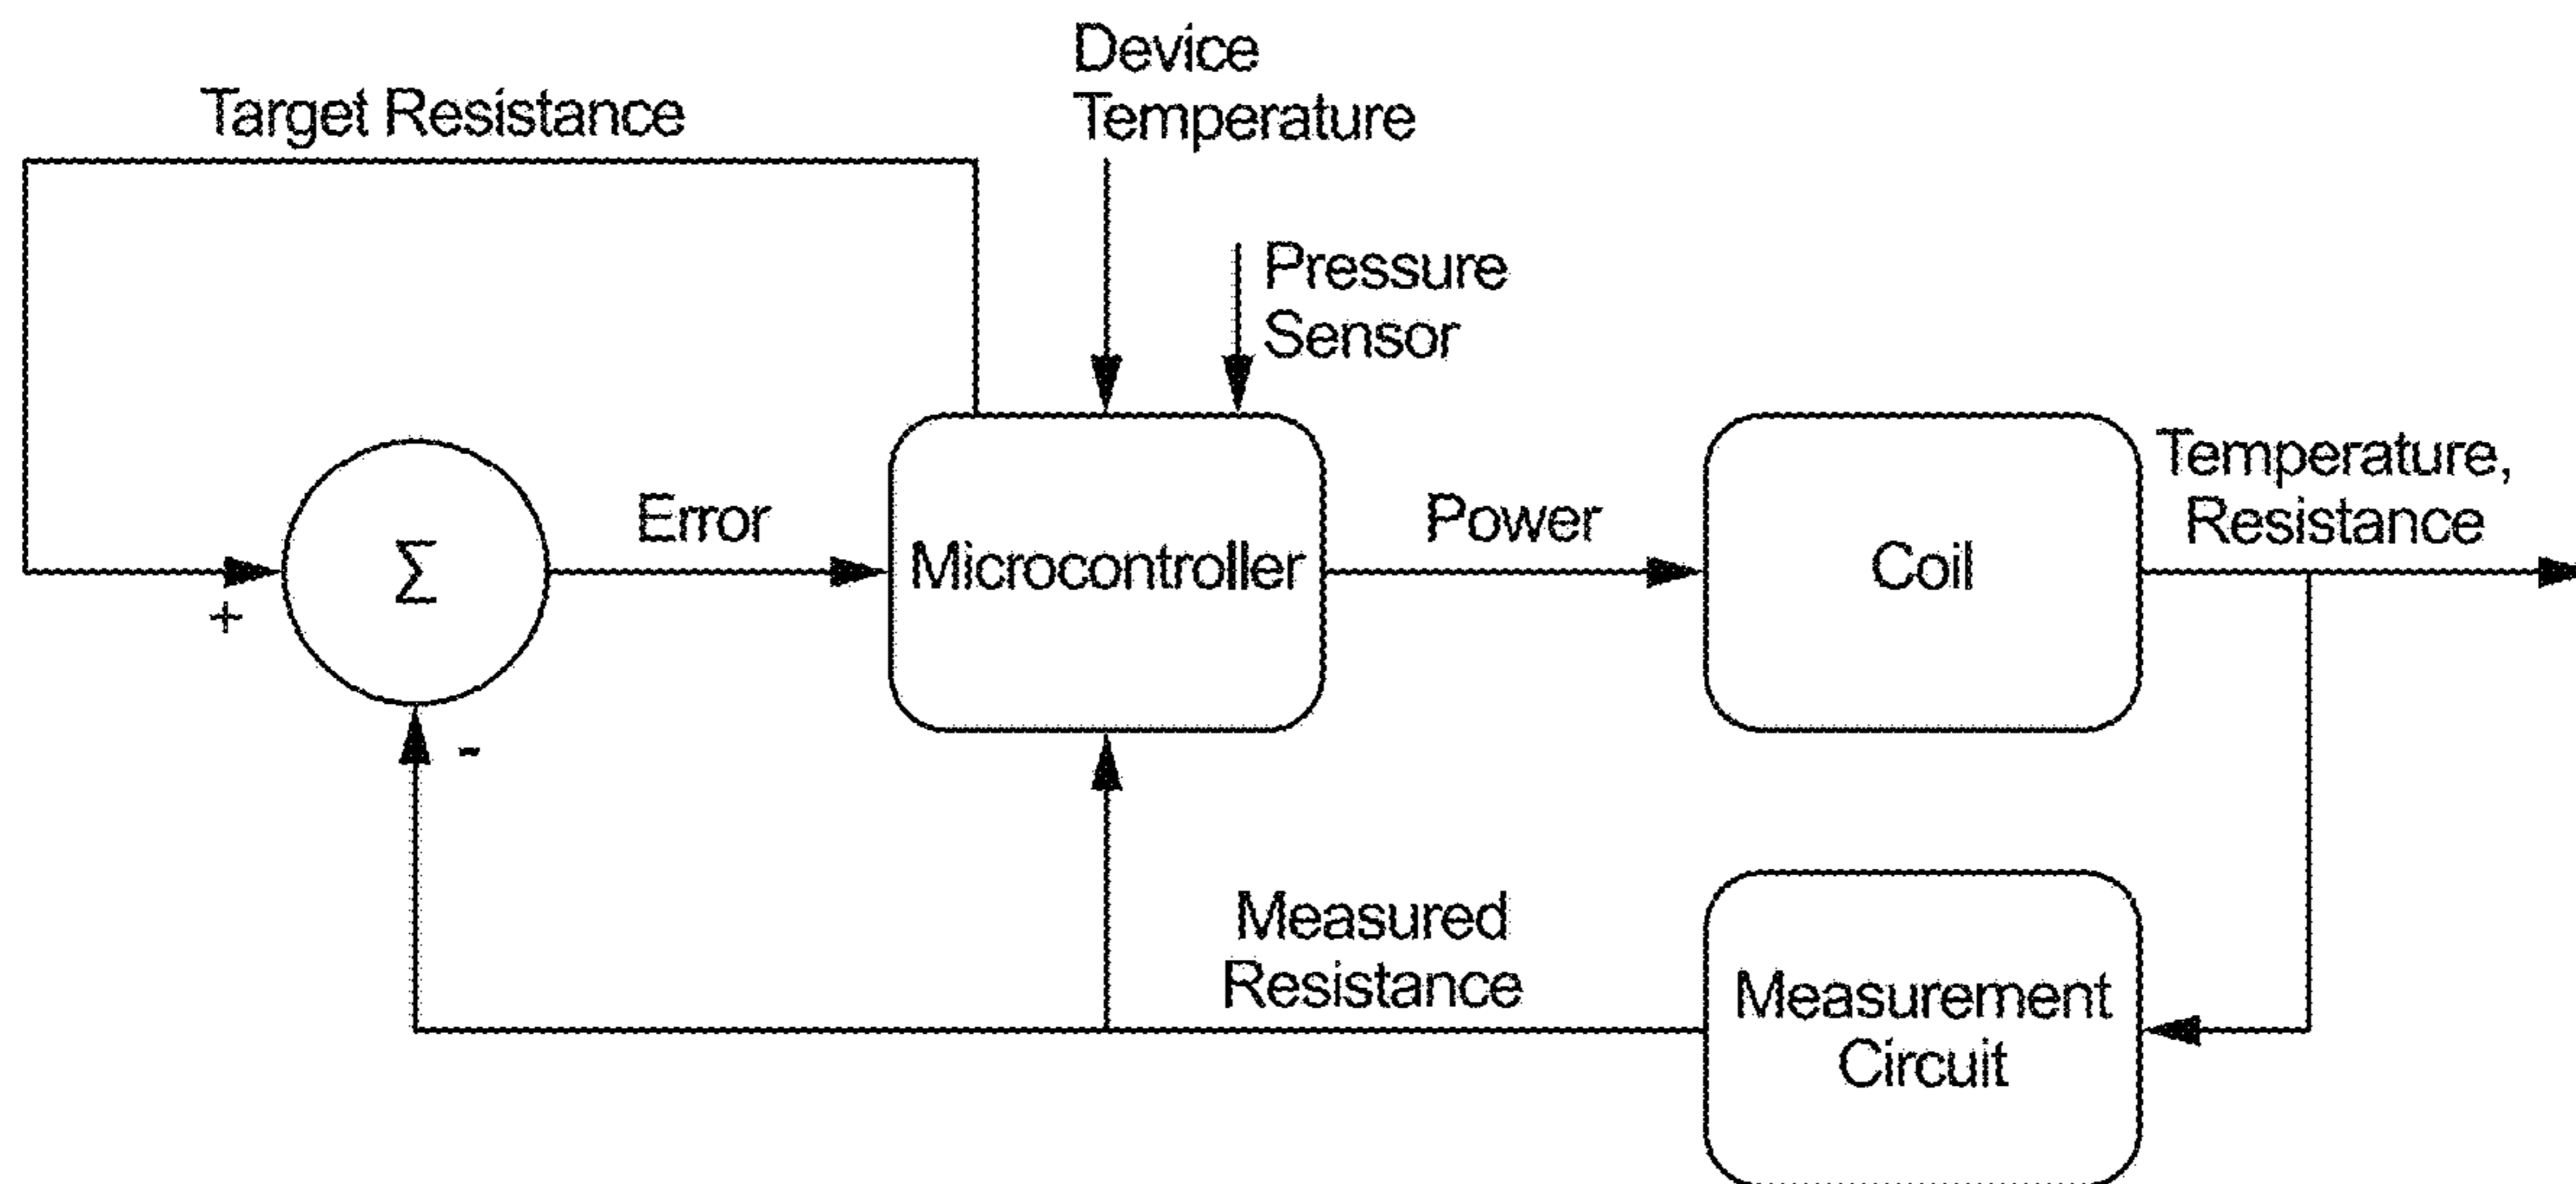 Device
Temperature
Target Resistance
Pressure
Sensor
Temperature,
Resistance
Error
Power
Σ
Microcontroller
Coil
+
-
Measured
Resistance
Measurement
Circuit